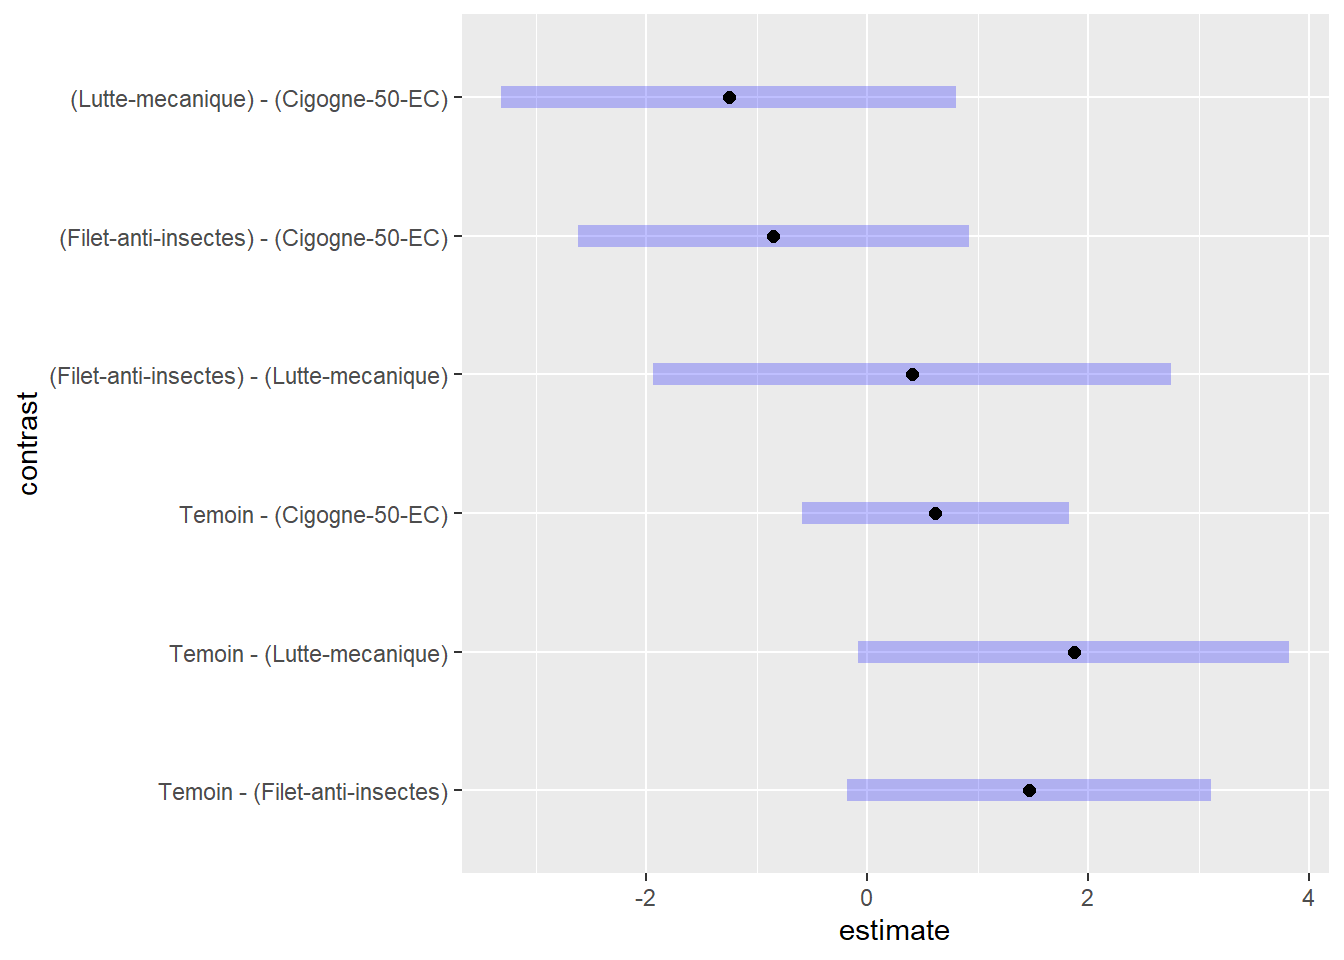 (Lutte-mecanique) - (Cigogne-50-EC)
(Filet-anti-insectes) - (Cigogne-50-EC)
(Filet-anti-insectes) - (Lutte-mecanique)
Temoin - (Cigogne-50-EC)
Temoin - (Lutte-mecanique)
Temoin - (Filet-anti-insectes)
contrast
-2
0
2
4
estimate